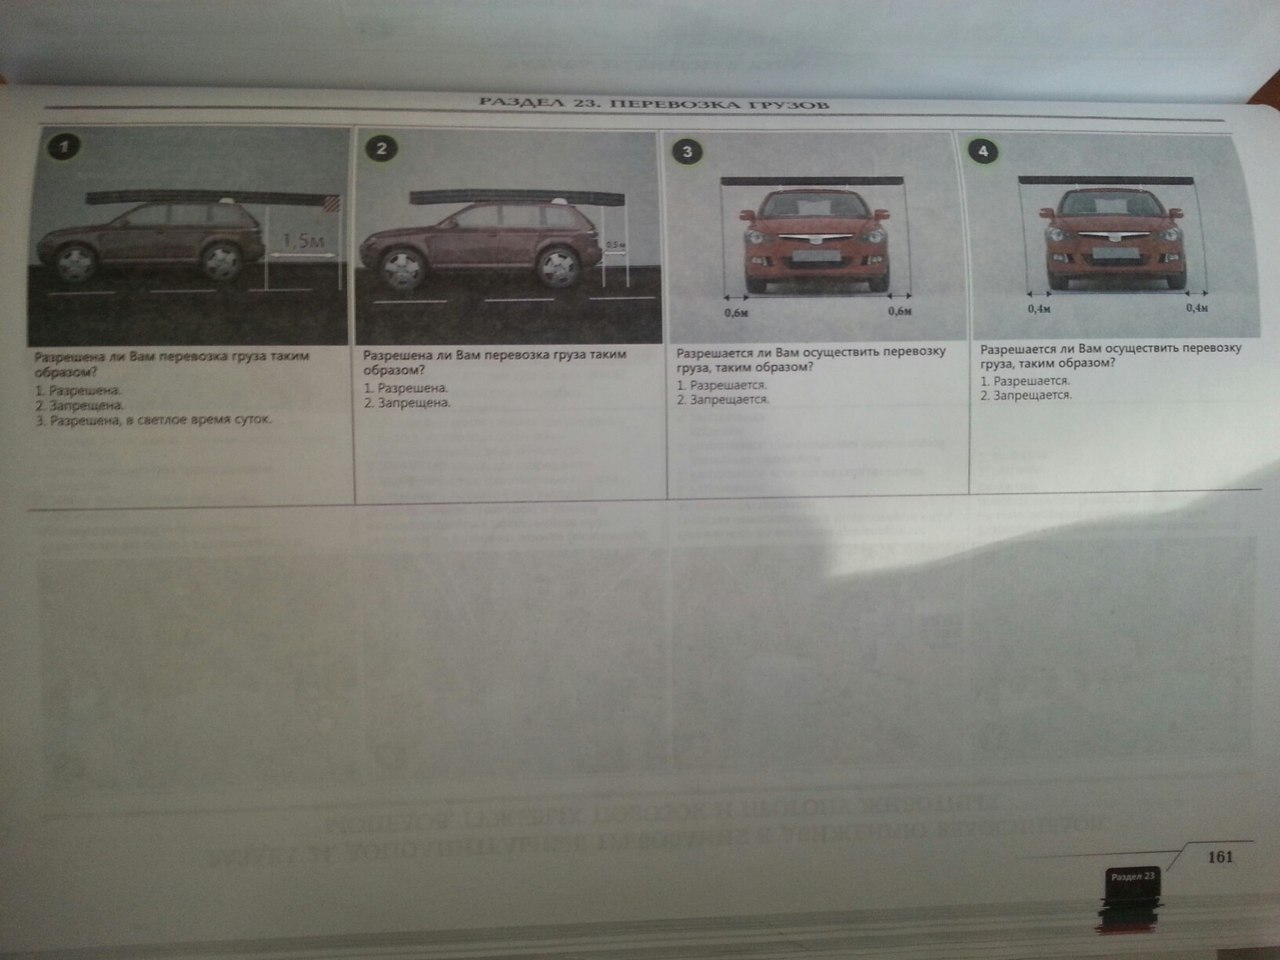 РАЗДЕЛ 23. ПЕРЕВОЗКА ГРУЗОВ
1
1,5м
Разрешена ли Вам перевозка груза таким
образом?
1. Разрешена.
2. Запрещена.
3. Разрешена, в светлое время суток.
2
0,5м
Разрешена ли Вам перевозка груза таким
образом?
1. Разрешена.
2. Запрещена.
3
0,6м
0,6м
Разрешается ли Вам осуществить перевозку
груза, таким образом?
1. Разрешается.
2. Запрещается.
4
0,4м
0,4м
Разрешается ли Вам осуществить перевозку
груза, таким образом?
1. Разрешается.
2. Запрещается.
161
Раздел 23